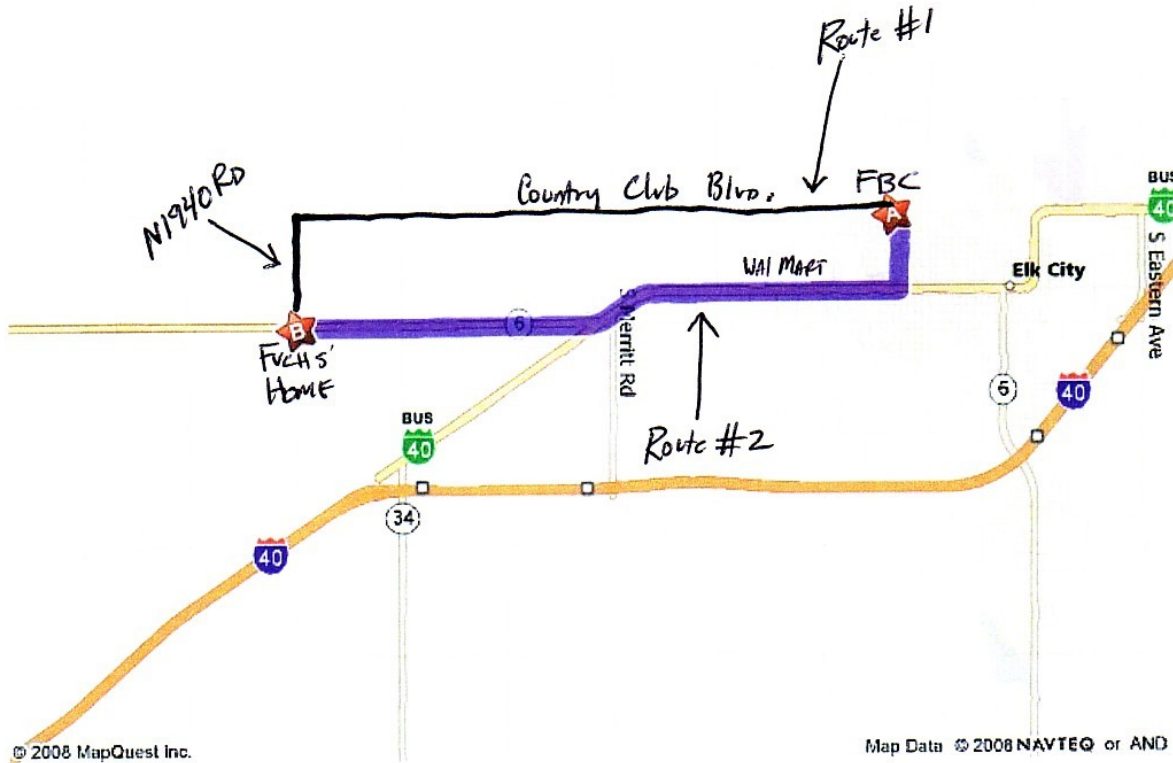 Route #1
N1940 RD
Country Club Blvd.
FBC
A
BUS
40
S Eastern Ave
WAl MART
Elk City
B
6
S Merritt Rd
FUCHS'
HOME
Route #2
BUS
40
6
40
34
40
© 2008 MapQuest Inc.
Map Data © 2008 NAVTEQ or AND